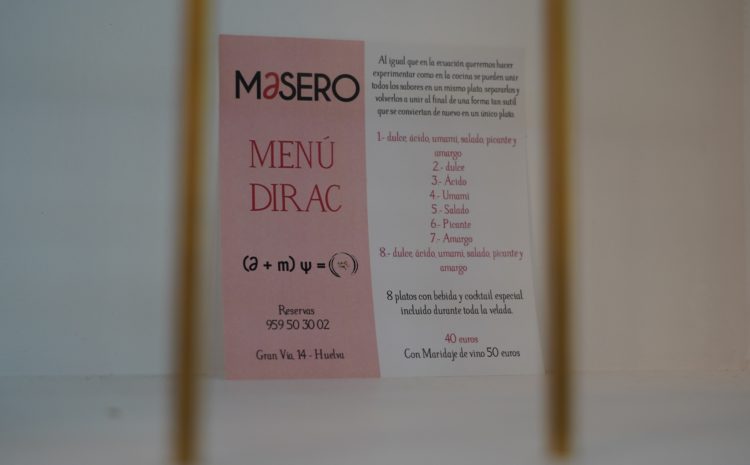 MƏSERO
MENÚ
DIRAC
(∂ + m) ψ =
Reservas
959 50 30 02
Gran Vía, 14 - Huelva
Al igual que en la ecuación queremos hacer
experimentar como en la cocina se pueden unir
todos los sabores en un mismo plato, separarlos y
volverlos a unir al final de una forma tan sutil
que se conviertan de nuevo en un único plato.
1.- dulce, ácido, umami, salado, picante y
amargo
2.- dulce
3.- Ácido
4.- Umami
5.- Salado
6.- Picante
7.- Amargo
8.- dulce, ácido, umami, salado, picante y
amargo
8 platos con bebida y cocktail especial
incluido durante toda la velada.
40 euros
Con Maridaje de vino 50 euros